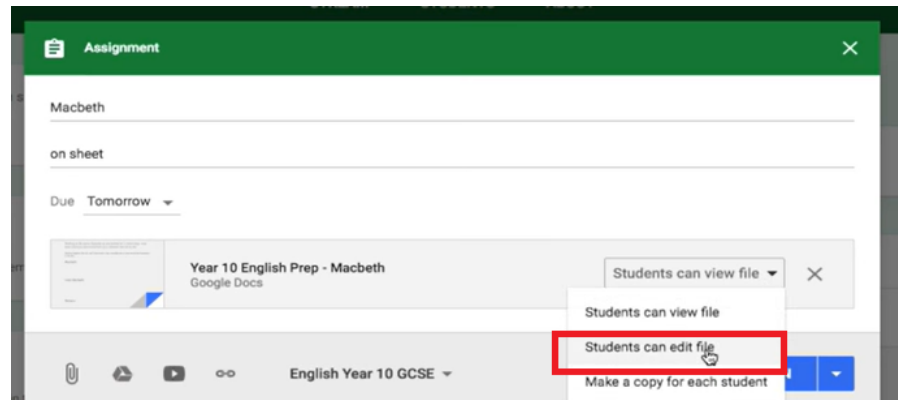 Assignment
Macbeth
on sheet
Due Tomorrow
Year 10 English Prep - Macbeth
Google Docs
Students can view file
Students can view file
Students can edit file
English Year 10 GCSE
Make a copy for each student